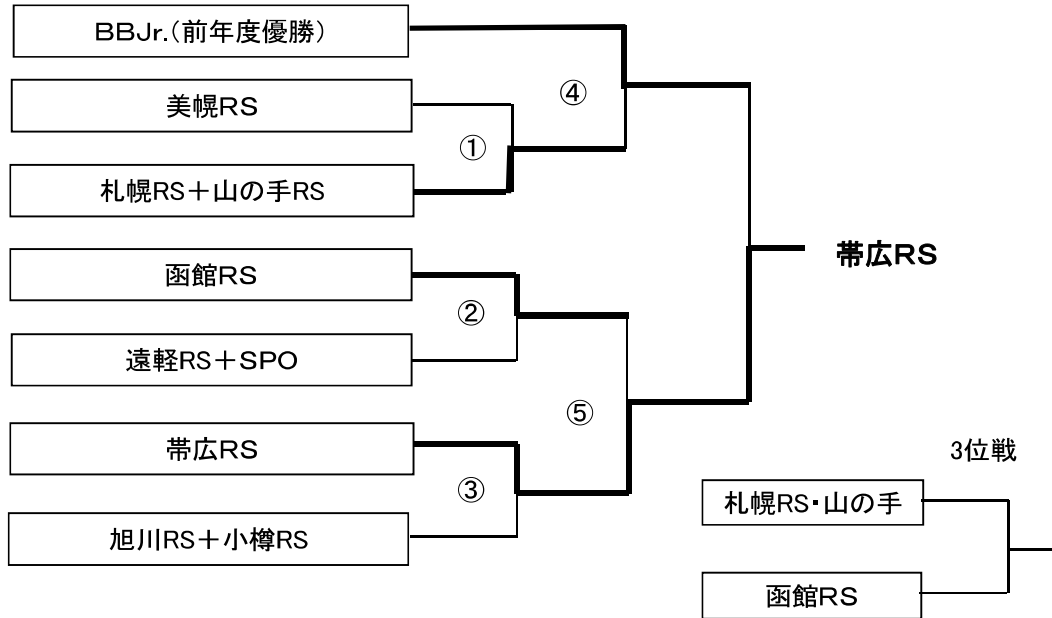 BBJr.(前年度優勝)
④
美幌RS
①
札幌RS+山の手RS
帯広RS
函館RS
②
遠軽RS+SPO
⑤
帯広RS
3位戦
③
札幌RS・山の手
旭川RS+小樽RS
函館RS